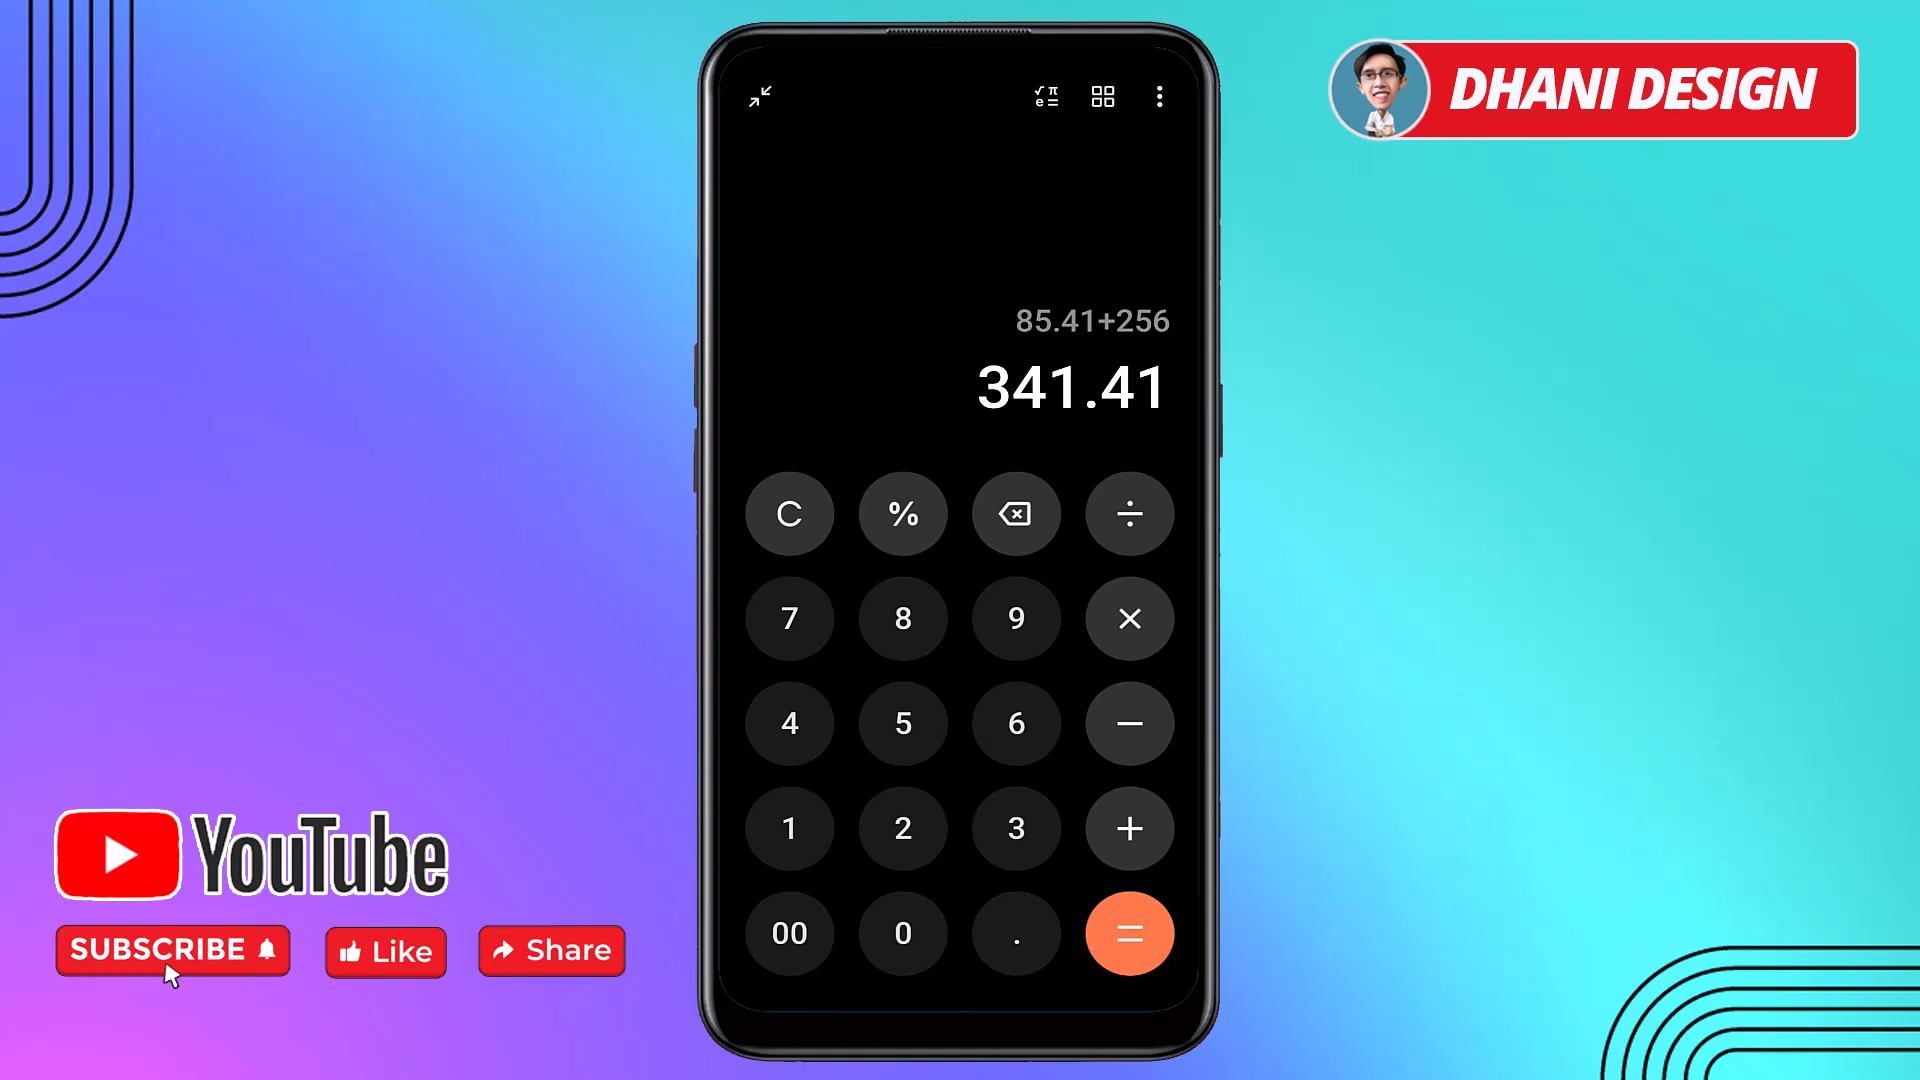 DHANI DESIGN
√π
e=
85.41+256
341.41
C % ÷
7 8 9 ×
4 5 6 −
1 2 3 +
00 0 . =
YouTube
SUBSCRIBE
Like
Share